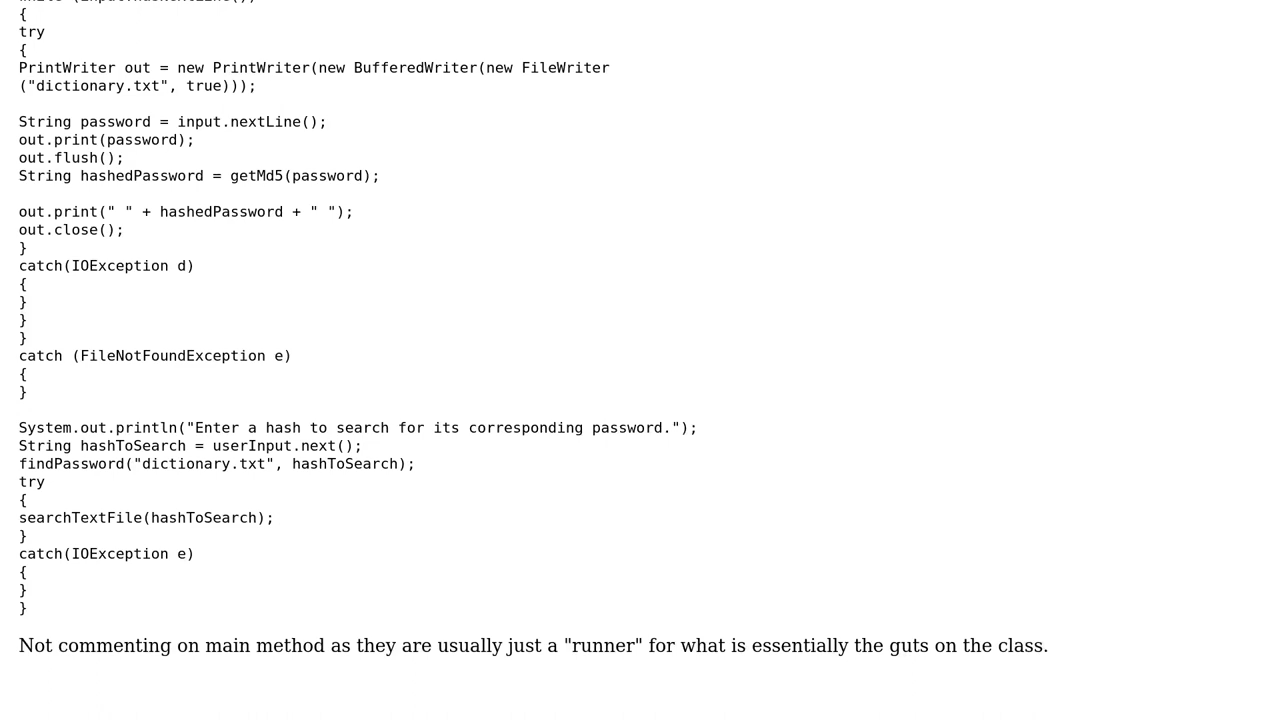 {
try
{
PrintWriter out = new PrintWriter(new BufferedWriter(new FileWriter
("dictionary.txt", true)));
String password = input.nextLine();
out.print(password);
out.flush();
String hashedPassword = getMd5(password);
out.print(" " + hashedPassword + " ");
out.close();
}
catch(IOException d)
{
}
}
}
catch (FileNotFoundException e)
{
}
System.out.println("Enter a hash to search for its corresponding password.");
String hashToSearch = userInput.next();
findPassword("dictionary.txt", hashToSearch);
try
{
searchTextFile(hashToSearch);
}
catch(IOException e)
{
}
}
Not commenting on main method as they are usually just a "runner" for what is essentially the guts on the class.